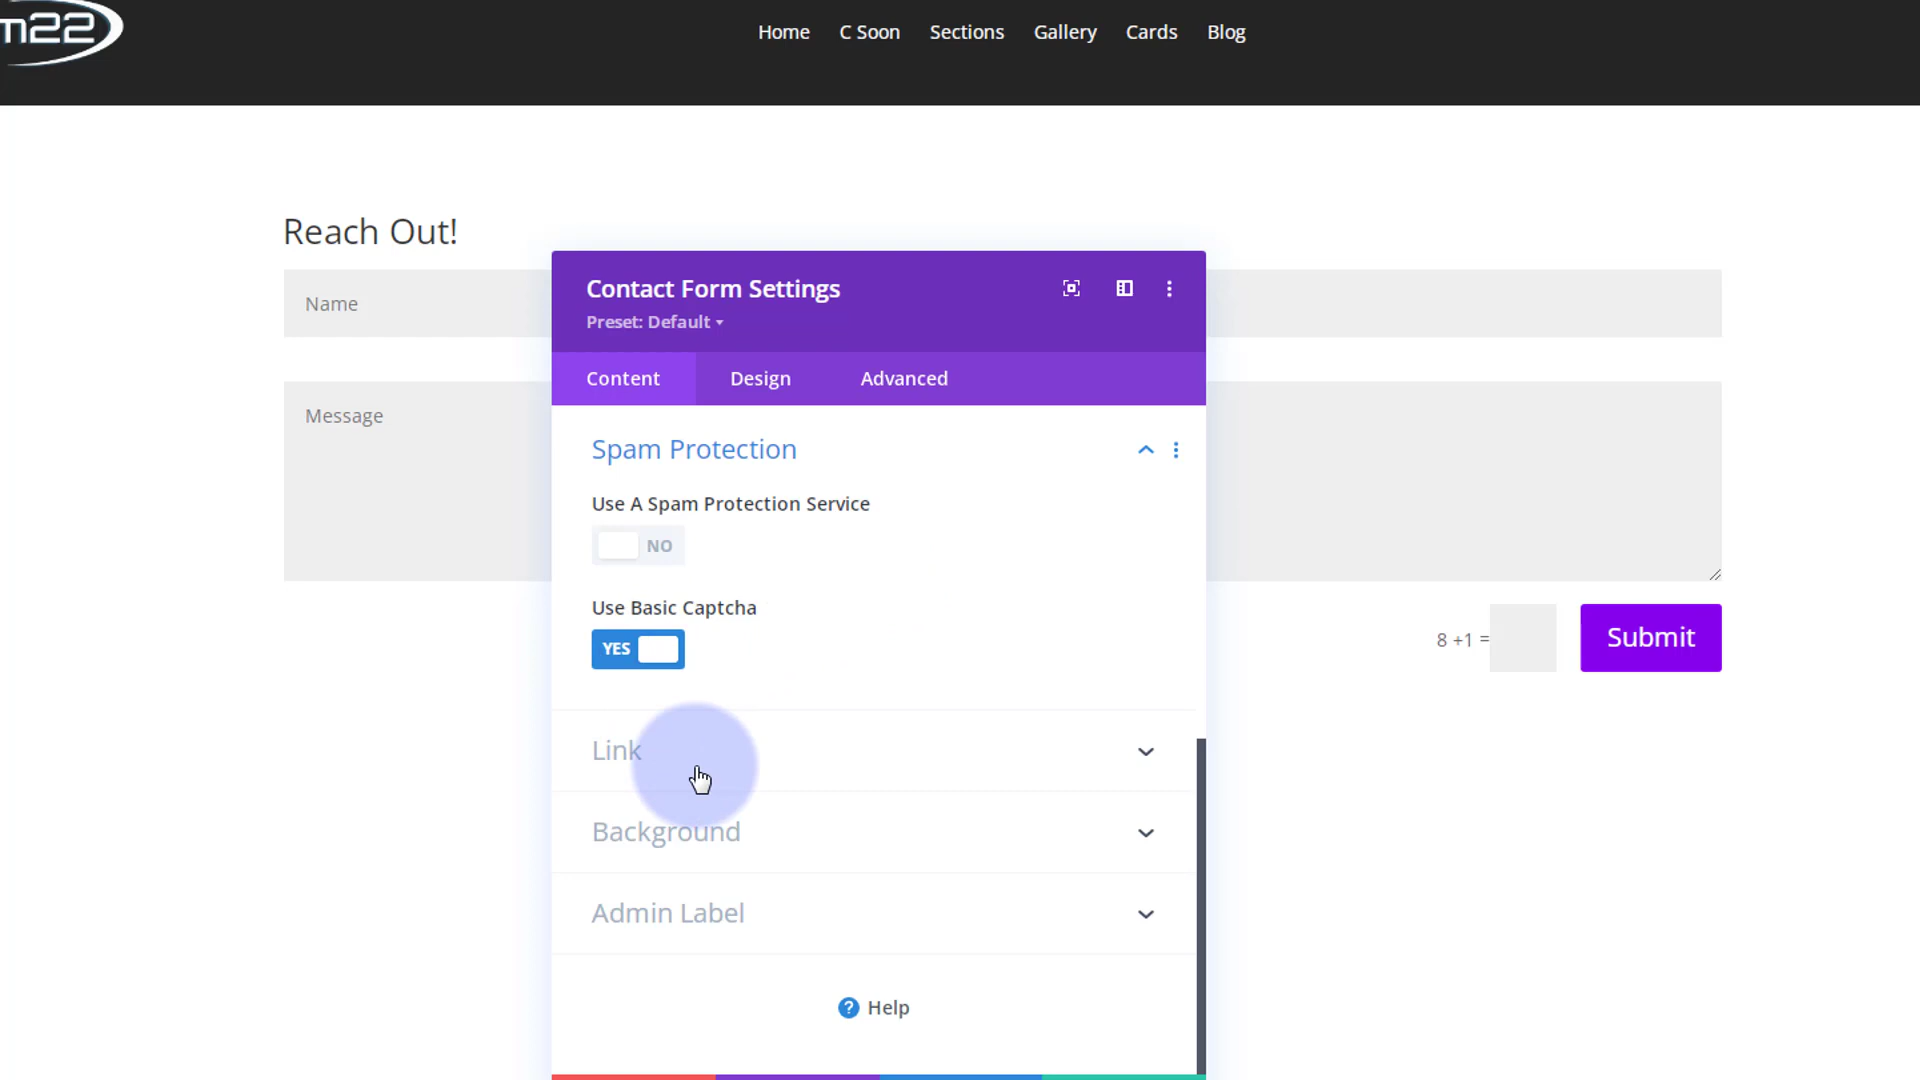 m22
Home C Soon Sections Gallery Cards Blog
Reach Out!
Name
Message
Contact Form Settings
Preset: Default
Content Design Advanced
Spam Protection
Use A Spam Protection Service
NO
Use Basic Captcha
YES
8 +1 =
Submit
Link
Background
Admin Label
? Help